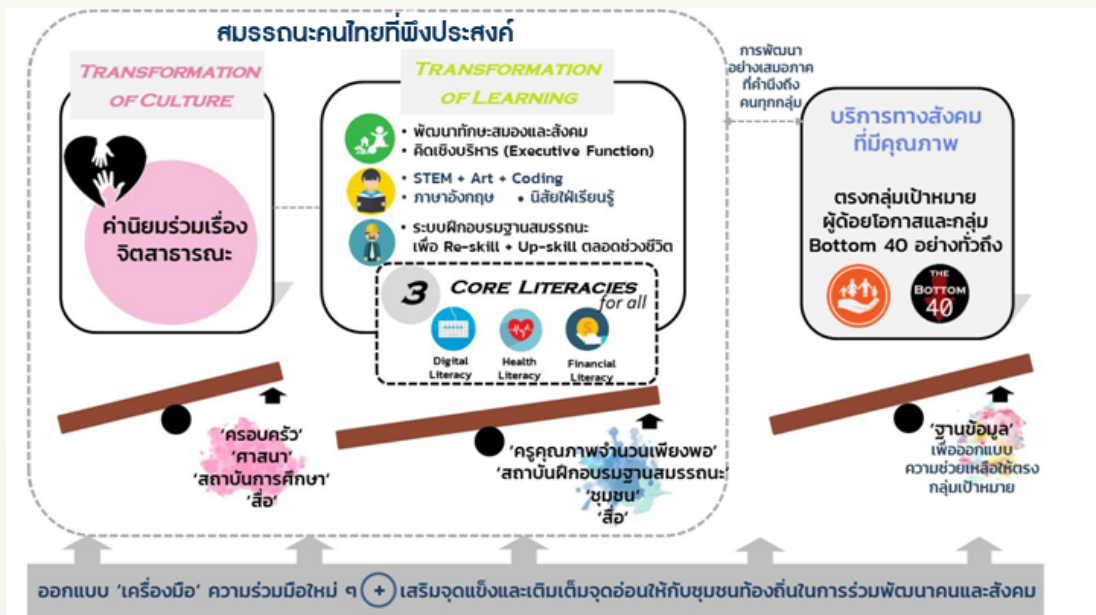 สมรรถนะคนไทยที่พึงประสงค์
TRANSFORMATION
OF CULTURE
ค่านิยมร่วมเรื่อง
จิตสาธารณะ
TRANSFORMATION
OF LEARNING
• พัฒนาทักษะสมองและสังคม
• คิดเชิงบริหาร (Executive Function)
• STEM + Art + Coding
• ภาษาอังกฤษ • นิสัยใฝ่เรียนรู้
• ระบบฝึกอบรมฐานสมรรถนะ
เพื่อ Re-skill + Up-skill ตลอดช่วงชีวิต
3 CORE LITERACIES
for all
Digital Literacy
Health Literacy
Financial Literacy
การพัฒนา
อย่างเสมอภาค
ที่คำนึงถึง
คนทุกกลุ่ม
บริการทางสังคม
ที่มีคุณภาพ
ตรงกลุ่มเป้าหมาย
ผู้ด้อยโอกาสและกลุ่ม
Bottom 40 อย่างทั่วถึง
THE
BOTTOM
40
‘ครอบครัว’
‘ศาสนา’
‘สถาบันการศึกษา’
‘สื่อ’
‘ครูคุณภาพจำนวนเพียงพอ’
‘สถาบันฝึกอบรมฐานสมรรถนะ’
‘ชุมชน’
‘สื่อ’
‘ฐานข้อมูล’
เพื่อออกแบบ
ความช่วยเหลือให้ตรง
กลุ่มเป้าหมาย
ออกแบบ ‘เครื่องมือ’ ความร่วมมือใหม่ ๆ + เสริมจุดแข็งและเติมเต็มจุดอ่อนให้กับชุมชนท้องถิ่นในการร่วมพัฒนาคนและสังคม